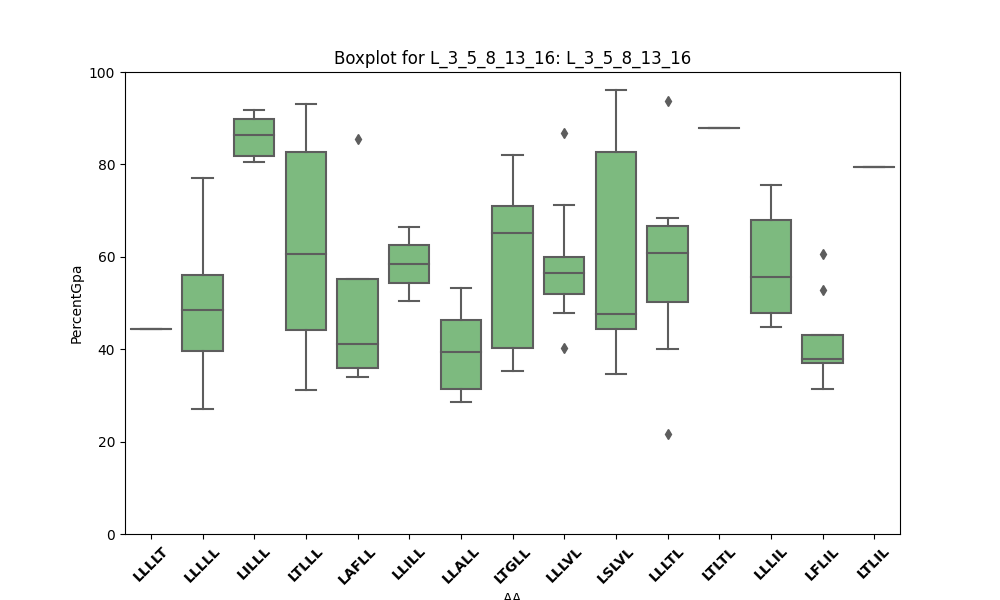 Boxplot for L_3_5_8_13_16: L_3_5_8_13_16
100
80
60
40
20
0
PercentGpa
LLLLT LLLLL LILLL LTLLL LAFLL LLILL LLALL LTGLL LLLVL LSLVL LLLTL LTLTL LLLIL LFLIL LTLIL
AA